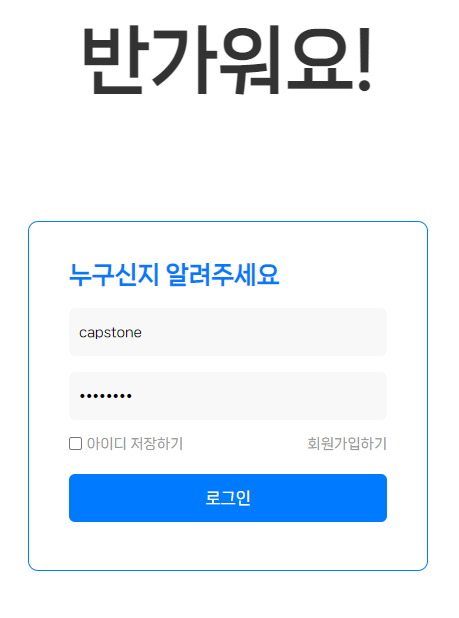 반가워요!
누구신지 알려주세요
capstone
••••••••
아이디 저장하기 회원가입하기
로그인